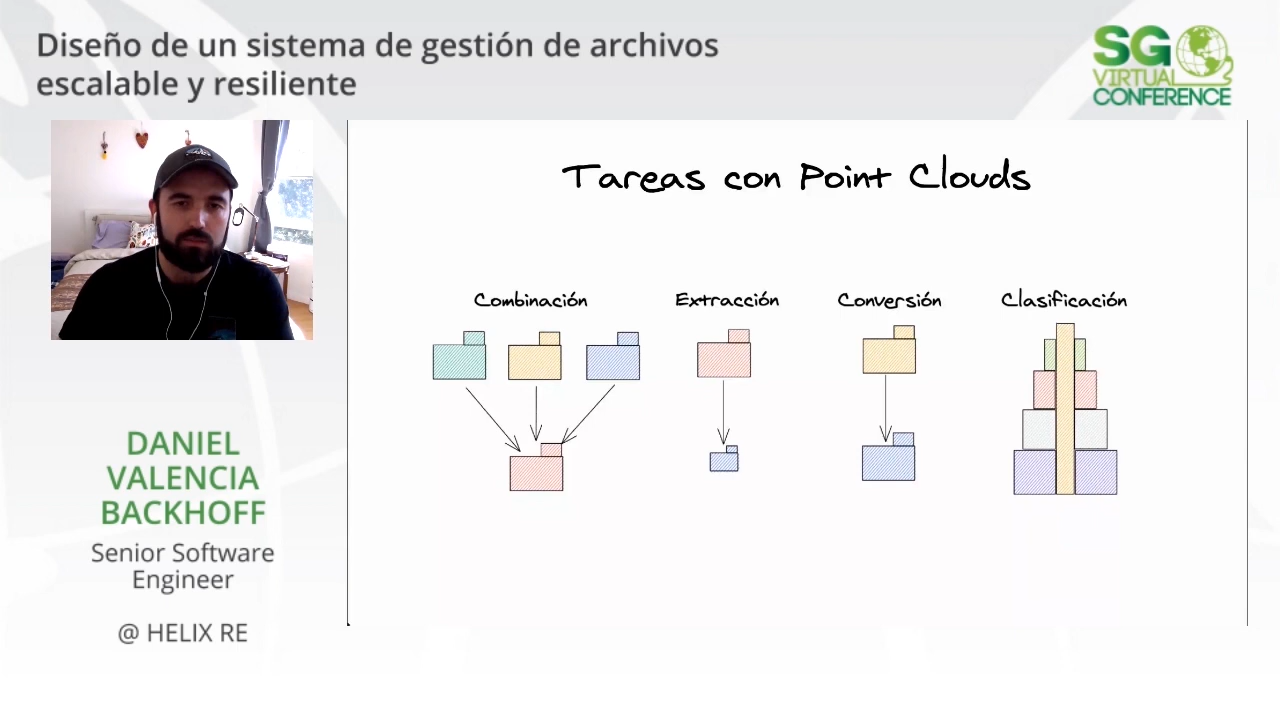 Diseño de un sistema de gestión de archivos
escalable y resiliente
SG
VIRTUAL
CONFERENCE
Tareas con Point Clouds
Combinación
Extracción
Conversión
Clasificación
DANIEL
VALENCIA
BACKHOFF
Senior Software
Engineer
@ HELIX RE